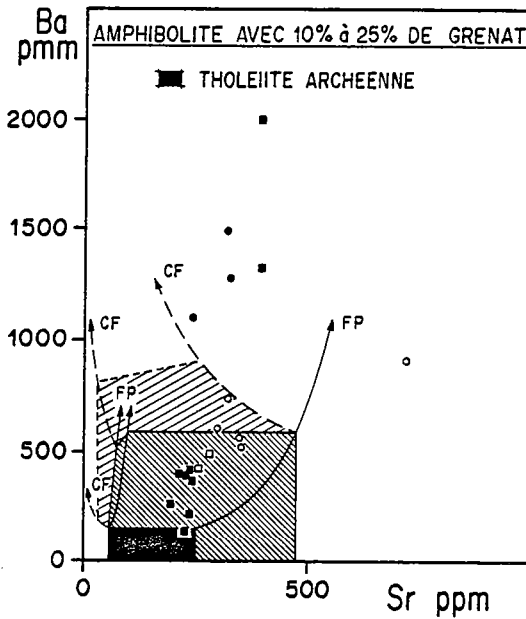 Ba
pmm
AMPHIBOLITE AVEC 10% à 25% DE GRENAT
THOLEIITE ARCHEENNE
2000
1500
CF
CF
FP
1000
FP
500
CF
0
0
500
Sr ppm